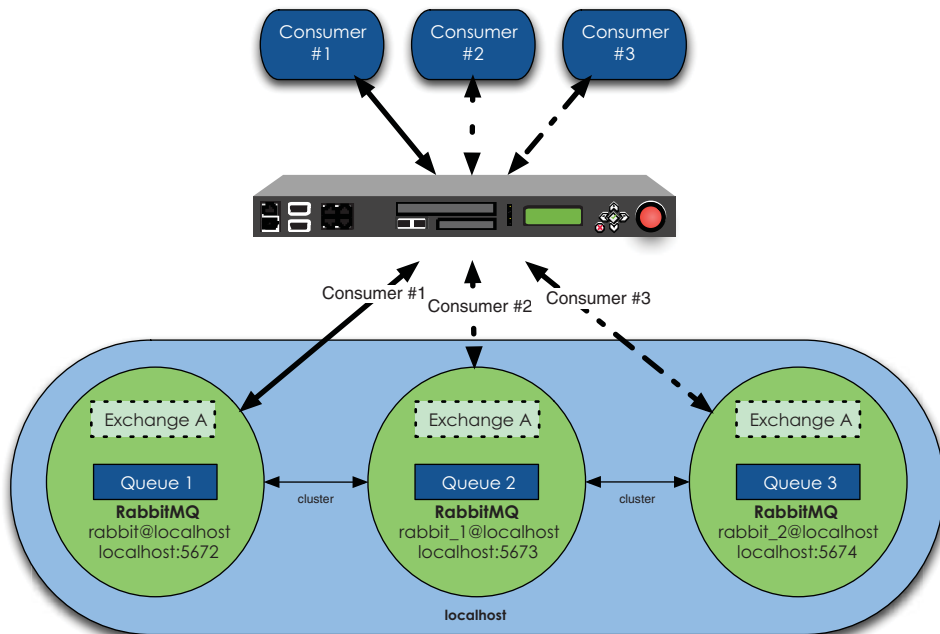 Consumer
#1
Consumer
#2
Consumer
#3
Consumer #1
Consumer #2
Consumer #3
Exchange A
Queue 1
RabbitMQ
rabbit@localhost
localhost:5672
cluster
Exchange A
Queue 2
RabbitMQ
rabbit_1@localhost
localhost:5673
cluster
Exchange A
Queue 3
RabbitMQ
rabbit_2@localhost
localhost:5674
localhost